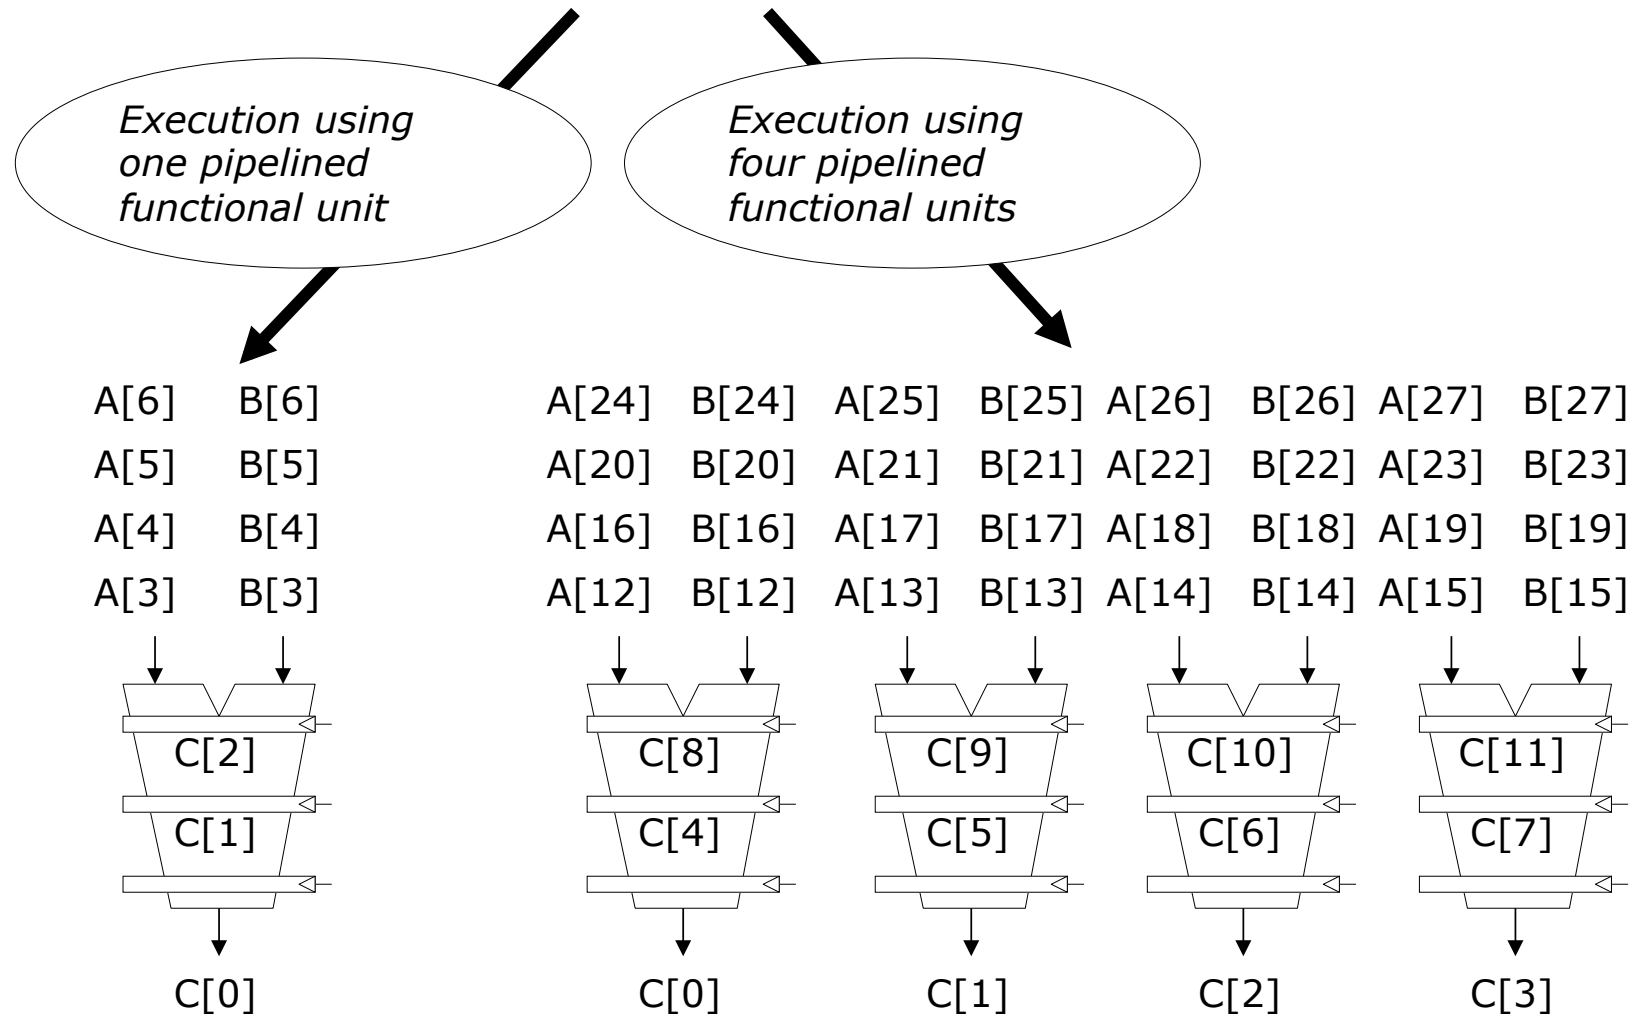 Execution using
one pipelined
functional unit
Execution using
four pipelined
functional units
A[6] B[6] A[24] B[24] A[25] B[25] A[26] B[26] A[27] B[27]
A[5] B[5] A[20] B[20] A[21] B[21] A[22] B[22] A[23] B[23]
A[4] B[4] A[16] B[16] A[17] B[17] A[18] B[18] A[19] B[19]
A[3] B[3] A[12] B[12] A[13] B[13] A[14] B[14] A[15] B[15]
C[2] C[8] C[9] C[10] C[11]
C[1] C[4] C[5] C[6] C[7]
C[0] C[0] C[1] C[2] C[3]